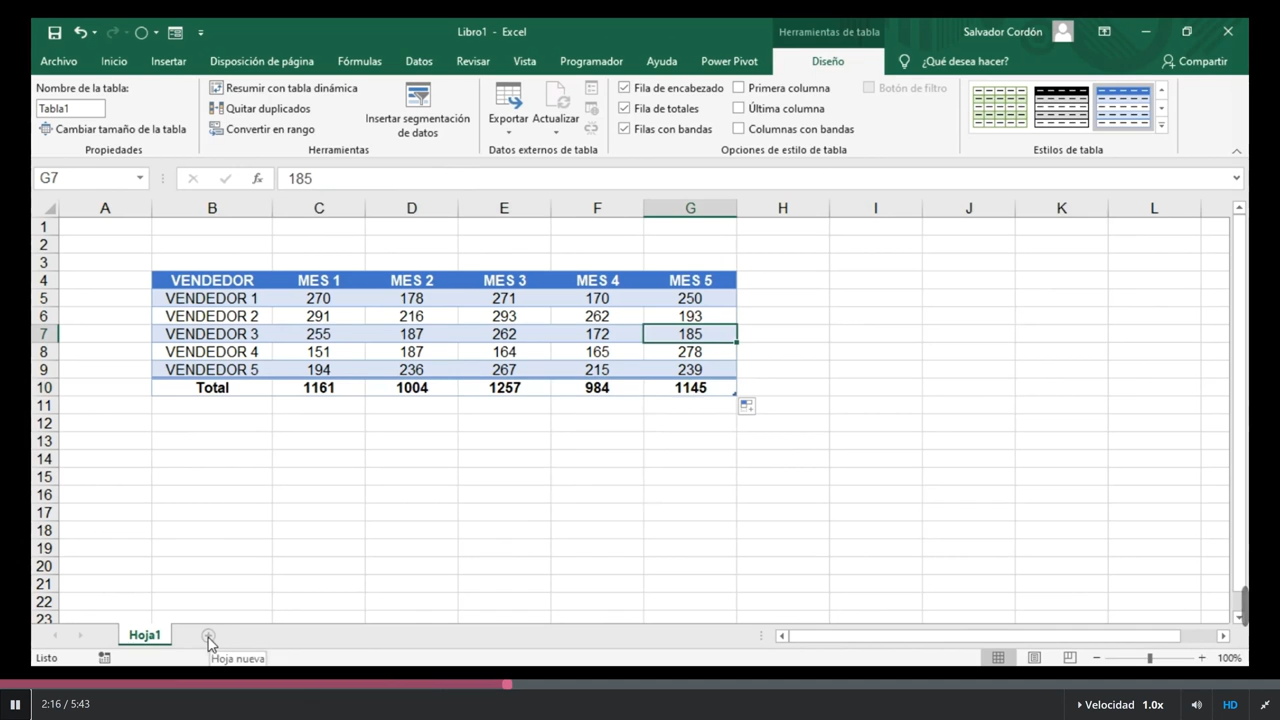 Libro1 - Excel
Herramientas de tabla
Salvador Cordón
Archivo Inicio Insertar Disposición de página Fórmulas Datos Revisar Vista Programador Ayuda Power Pivot Diseño ¿Qué desea hacer? Compartir
Nombre de la tabla:
Tabla1
Cambiar tamaño de la tabla
Propiedades
Resumir con tabla dinámica
Quitar duplicados
Convertir en rango
Insertar segmentación
de datos
Herramientas
Exportar Actualizar
Datos externos de tabla
Fila de encabezado Primera columna Botón de filtro
Fila de totales Última columna
Filas con bandas Columnas con bandas
Opciones de estilo de tabla
Estilos de tabla
G7 fx 185
A B C D E F G H I J K L
1
2
3
4 VENDEDOR MES 1 MES 2 MES 3 MES 4 MES 5
5 VENDEDOR 1 270 178 271 170 250
6 VENDEDOR 2 291 216 293 262 193
7 VENDEDOR 3 255 187 262 172 185
8 VENDEDOR 4 151 187 164 165 278
9 VENDEDOR 5 194 236 267 215 239
10 Total 1161 1004 1257 984 1145
11
12
13
14
15
16
17
18
19
20
21
22
23
Hoja1
Hoja nueva
Listo
100%
2:16 / 5:43
Velocidad 1.0x
HD